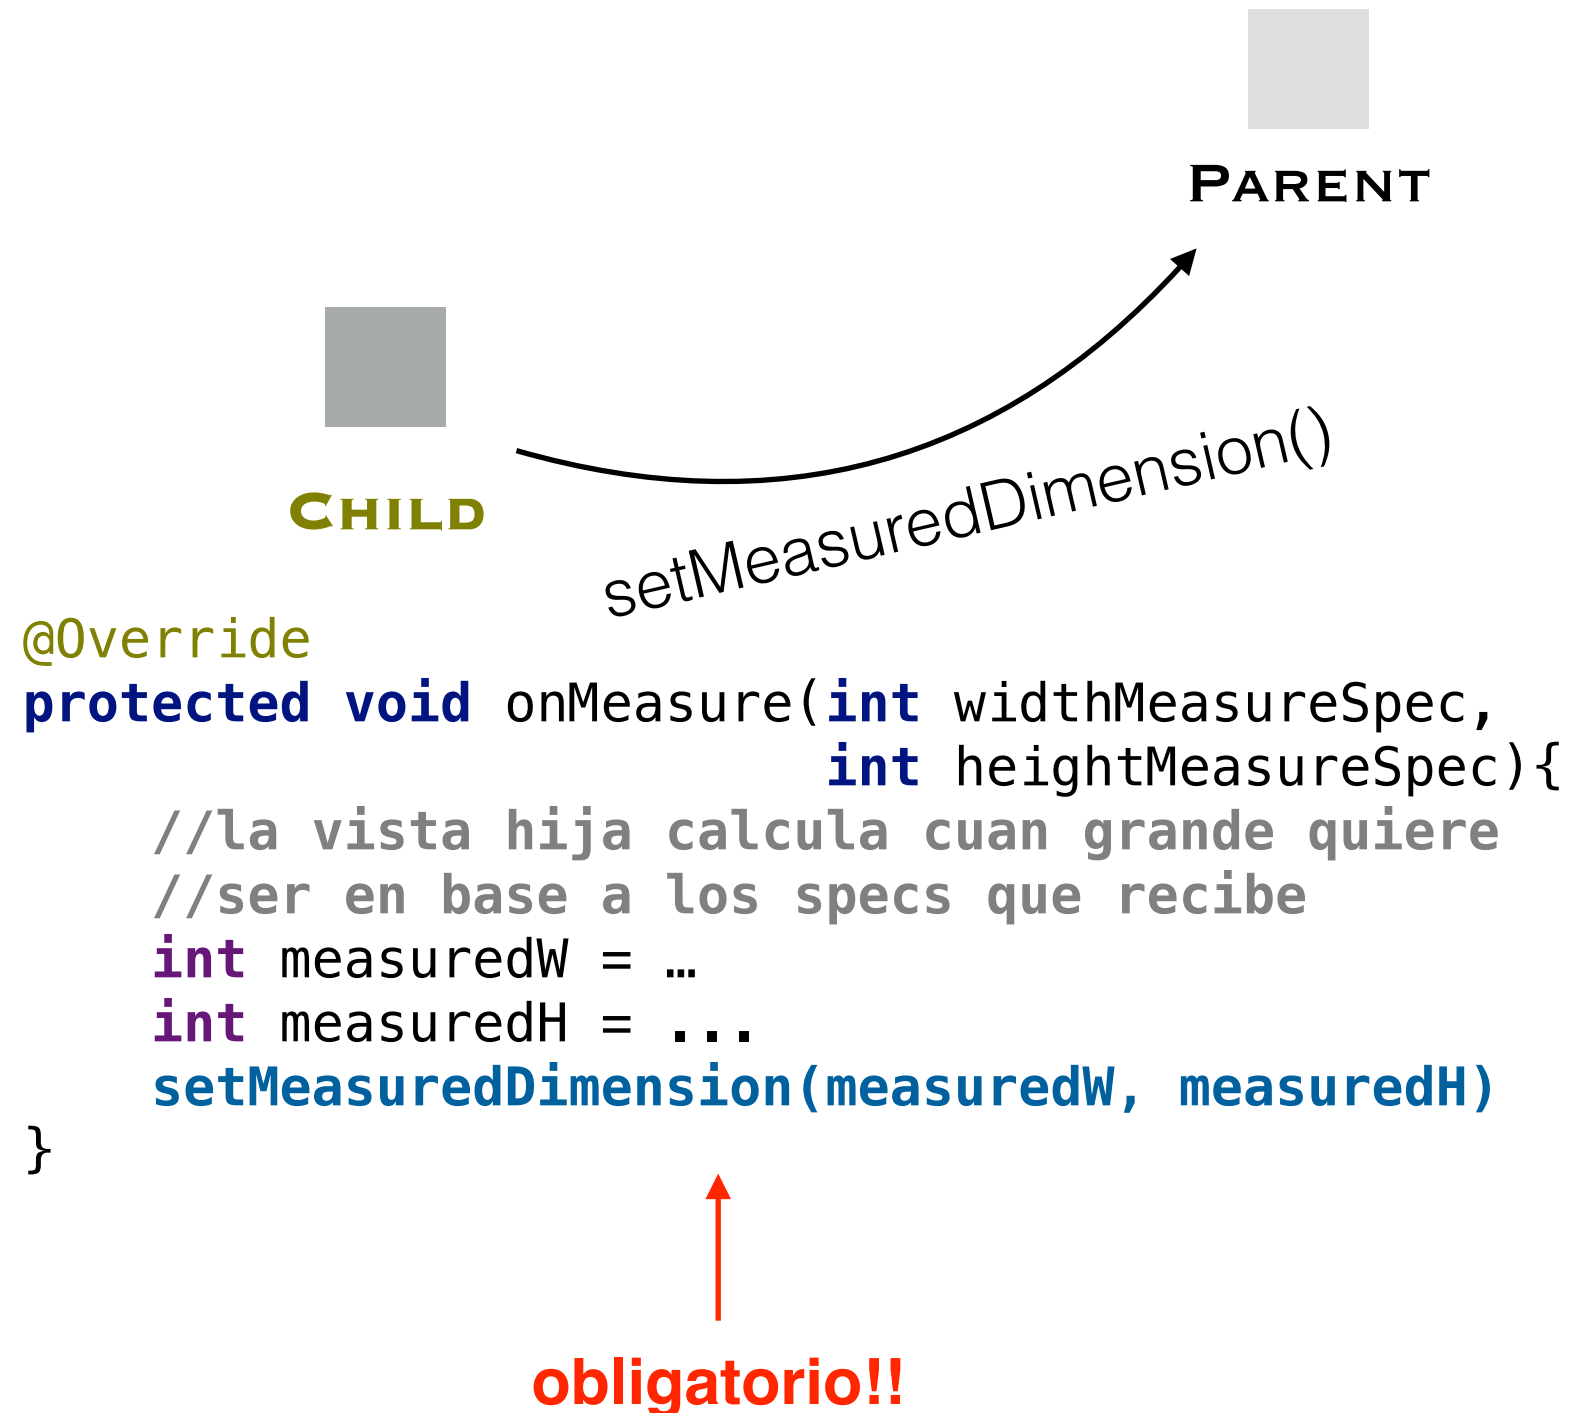 PARENT
CHILD
setMeasuredDimension()
@Override
protected void onMeasure(int widthMeasureSpec,
int heightMeasureSpec){
//la vista hija calcula cuan grande quiere
//ser en base a los specs que recibe
int measuredW = …
int measuredH = ...
setMeasuredDimension(measuredW, measuredH)
}
obligatorio!!